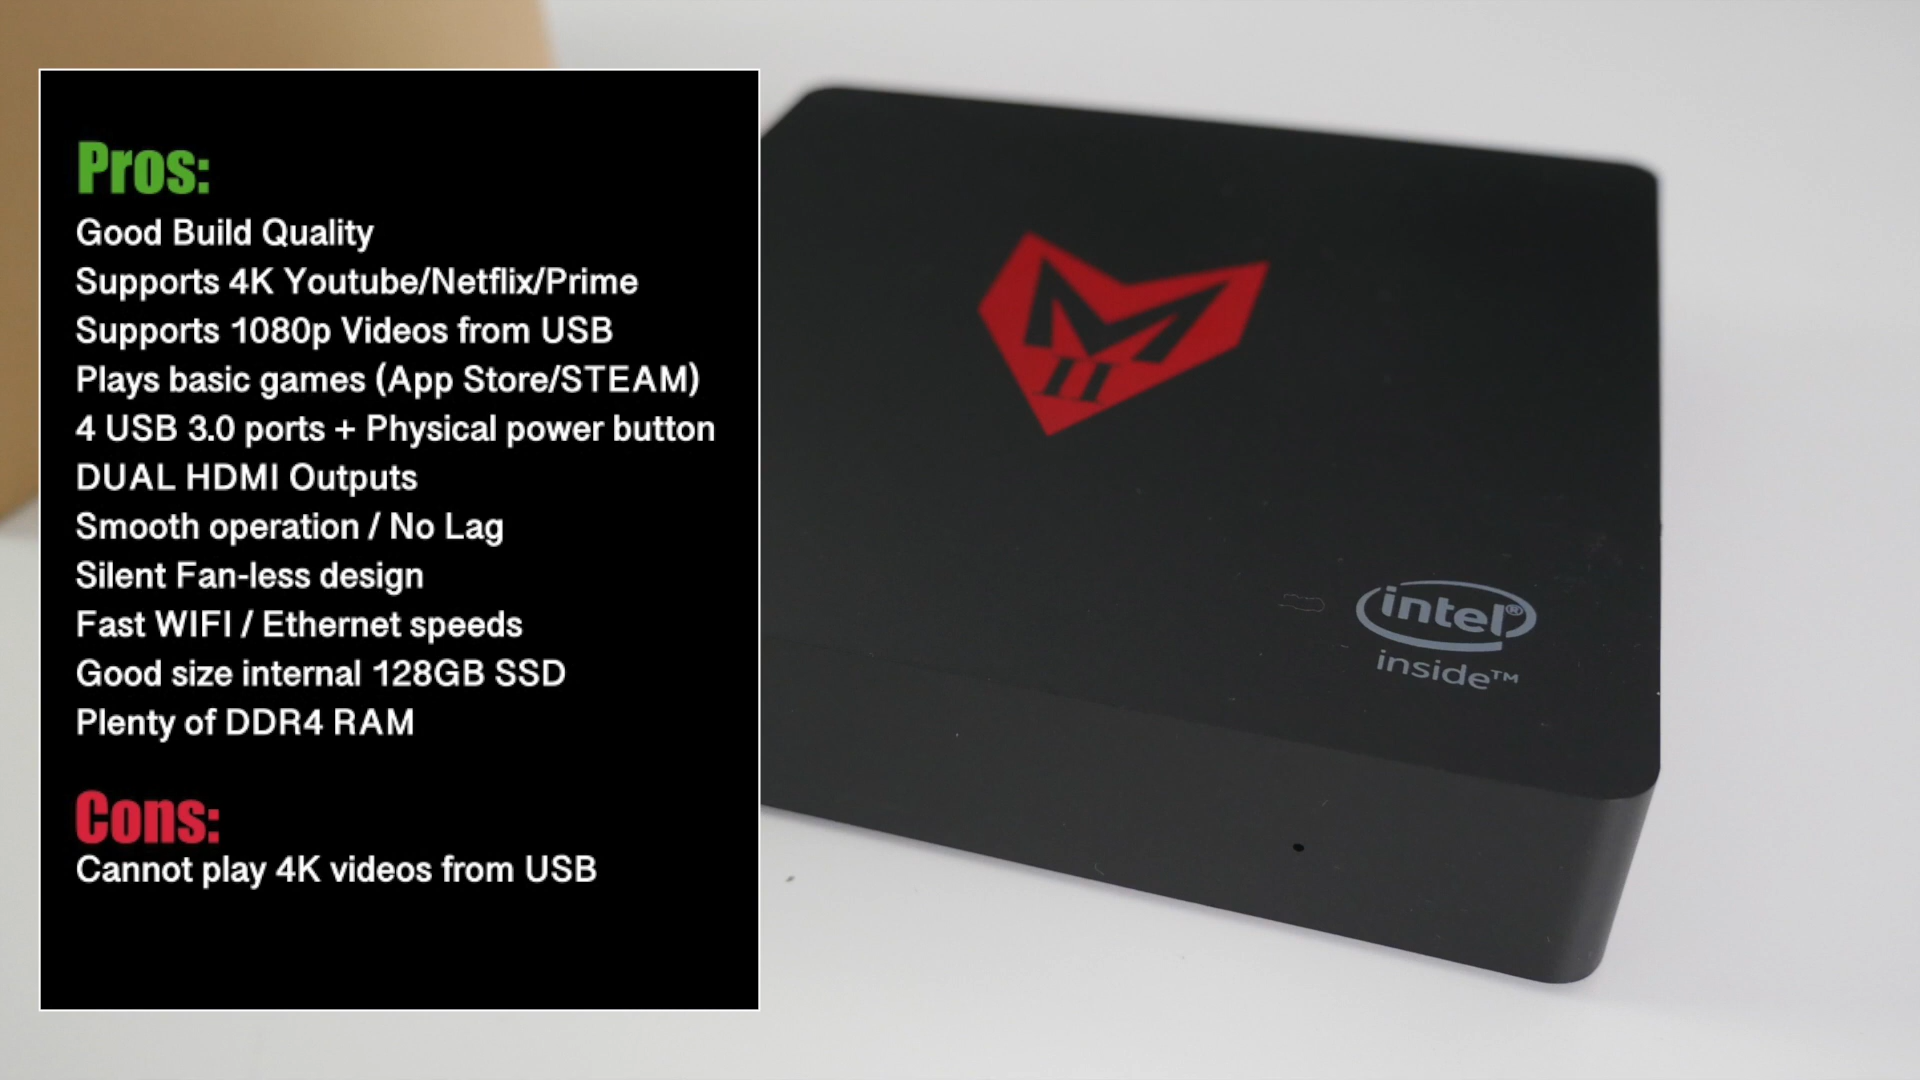 Pros:
Good Build Quality
Supports 4K Youtube/Netflix/Prime
Supports 1080p Videos from USB
Plays basic games (App Store/STEAM)
4 USB 3.0 ports + Physical power button
DUAL HDMI Outputs
Smooth operation / No Lag
Silent Fan-less design
Fast WIFI / Ethernet speeds
Good size internal 128GB SSD
Plenty of DDR4 RAM
Cons:
Cannot play 4K videos from USB
M
II
intel®
inside™